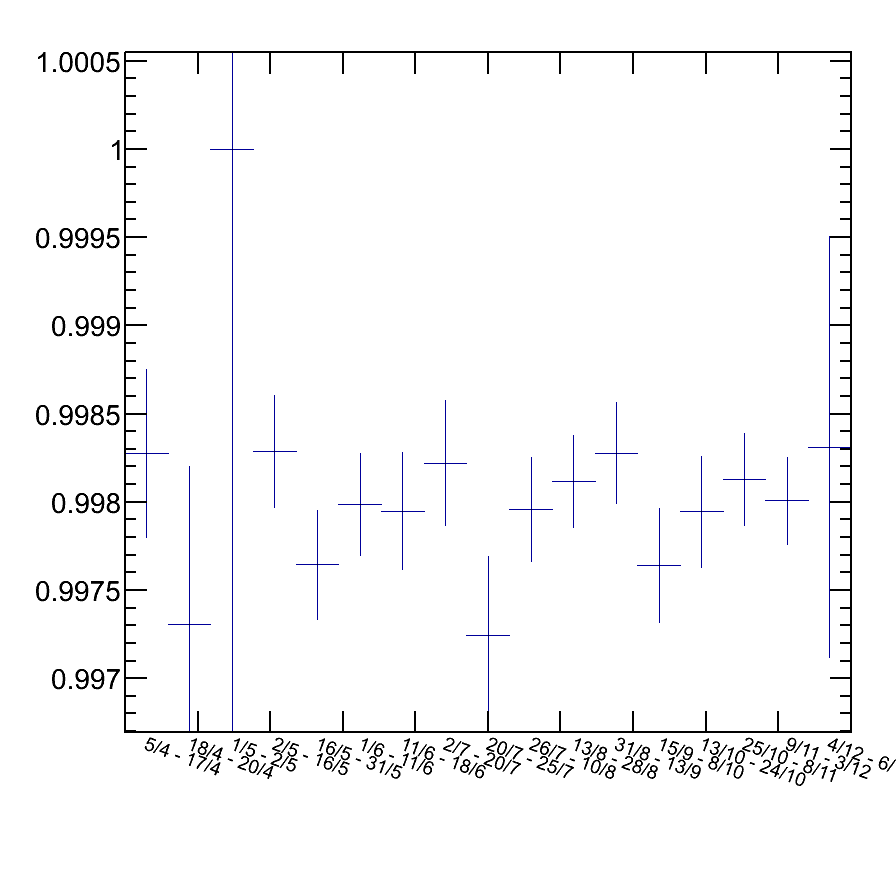 1.0005
1
0.9995
0.999
0.9985
0.998
0.9975
0.997
5/4 - 17/4
18/4 - 20/4
1/5 - 2/5
2/5 - 16/5
16/5 - 31/5
1/6 - 11/6
11/6 - 18/6
2/7 - 20/7
20/7 - 25/7
26/7 - 10/8
13/8 - 28/8
31/8 - 13/9
15/9 - 8/10
13/10 - 24/10
25/10 - 8/11
9/11 - 3/12
4/12 - 6/